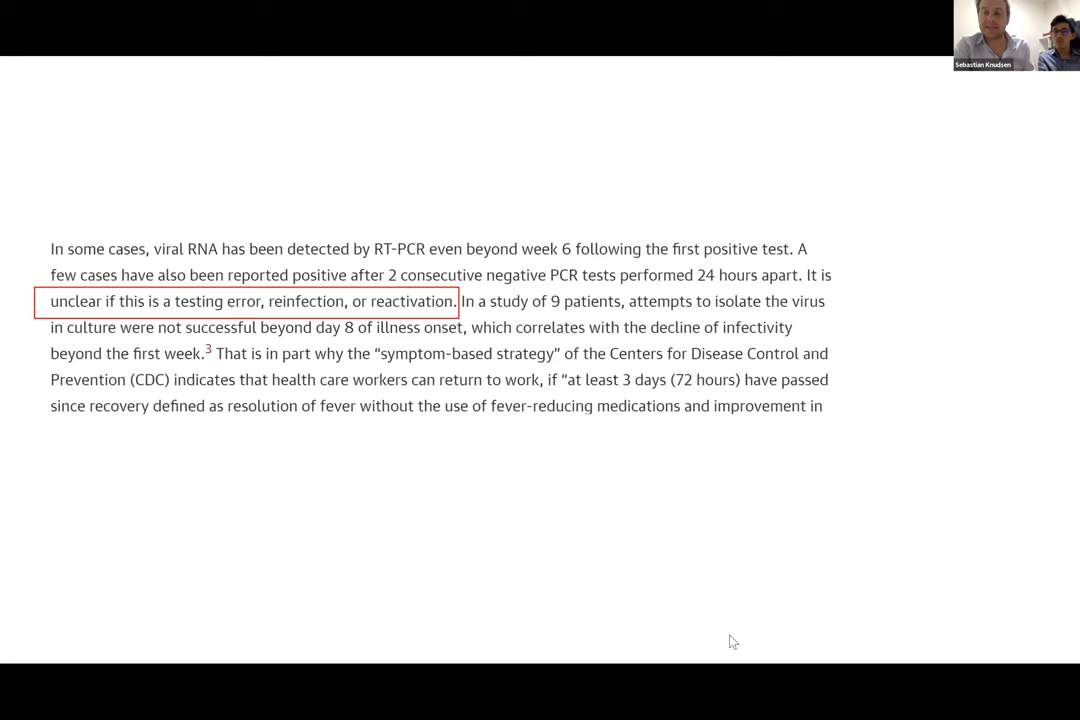 Sebastian Knudsen
In some cases, viral RNA has been detected by RT-PCR even beyond week 6 following the first positive test. A
few cases have also been reported positive after 2 consecutive negative PCR tests performed 24 hours apart. It is
unclear if this is a testing error, reinfection, or reactivation. In a study of 9 patients, attempts to isolate the virus
in culture were not successful beyond day 8 of illness onset, which correlates with the decline of infectivity
beyond the first week.3 That is in part why the “symptom-based strategy” of the Centers for Disease Control and
Prevention (CDC) indicates that health care workers can return to work, if “at least 3 days (72 hours) have passed
since recovery defined as resolution of fever without the use of fever-reducing medications and improvement in